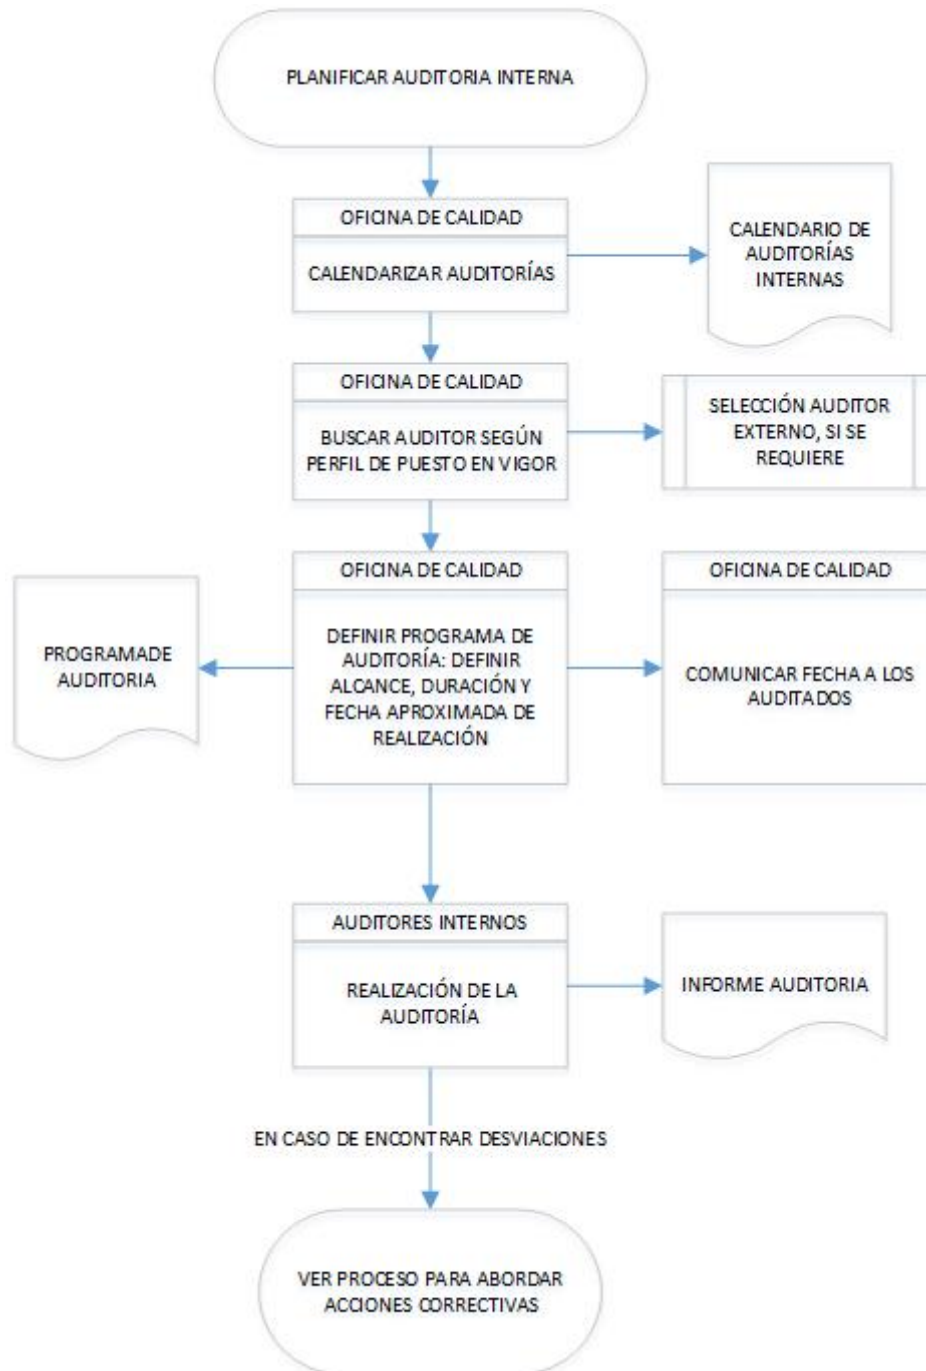 PLANIFICAR AUDITORIA INTERNA
OFICINA DE CALIDAD
CALENDARIZAR AUDITORÍAS
CALENDARIO DE
AUDITORÍAS
INTERNAS
OFICINA DE CALIDAD
BUSCAR AUDITOR SEGÚN
PERFIL DE PUESTO EN VIGOR
SELECCIÓN AUDITOR
EXTERNO, SI SE
REQUIERE
PROGRAMADE
AUDITORIA
OFICINA DE CALIDAD
DEFINIR PROGRAMA DE
AUDITORÍA: DEFINIR
ALCANCE, DURACIÓN Y
FECHA APROXIMADA DE
REALIZACIÓN
OFICINA DE CALIDAD
COMUNICAR FECHA A LOS
AUDITADOS
AUDITORES INTERNOS
REALIZACIÓN DE LA
AUDITORÍA
INFORME AUDITORIA
EN CASO DE ENCONTRAR DESVIACIONES
VER PROCESO PARA ABORDAR
ACCIONES CORRECTIVAS